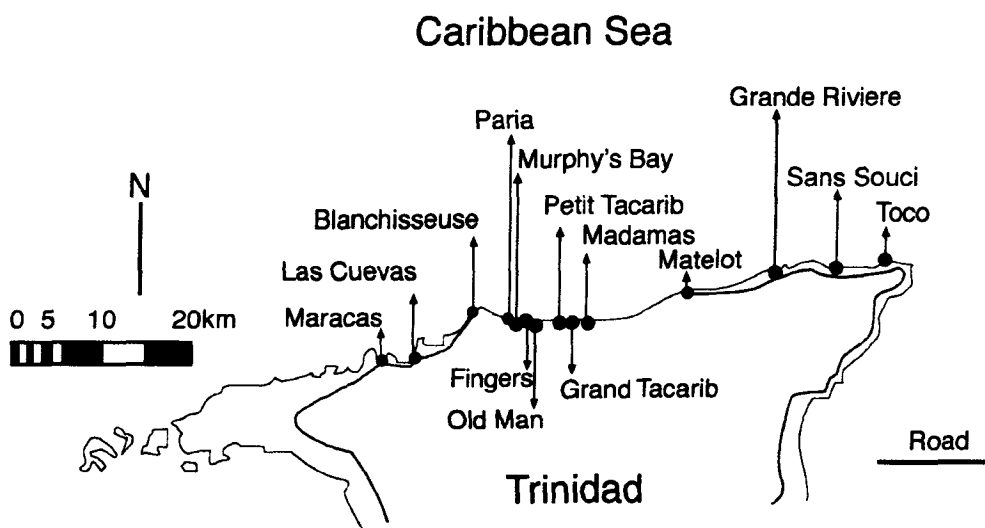 Caribbean Sea
Grande Riviere
Paria
Murphy's Bay
N
Sans Souci
Petit Tacarib
Blanchisseuse
Toco
Madamas
Matelot
Las Cuevas
0 5 10 20km
Maracas
Fingers
Grand Tacarib
Old Man
Road
Trinidad